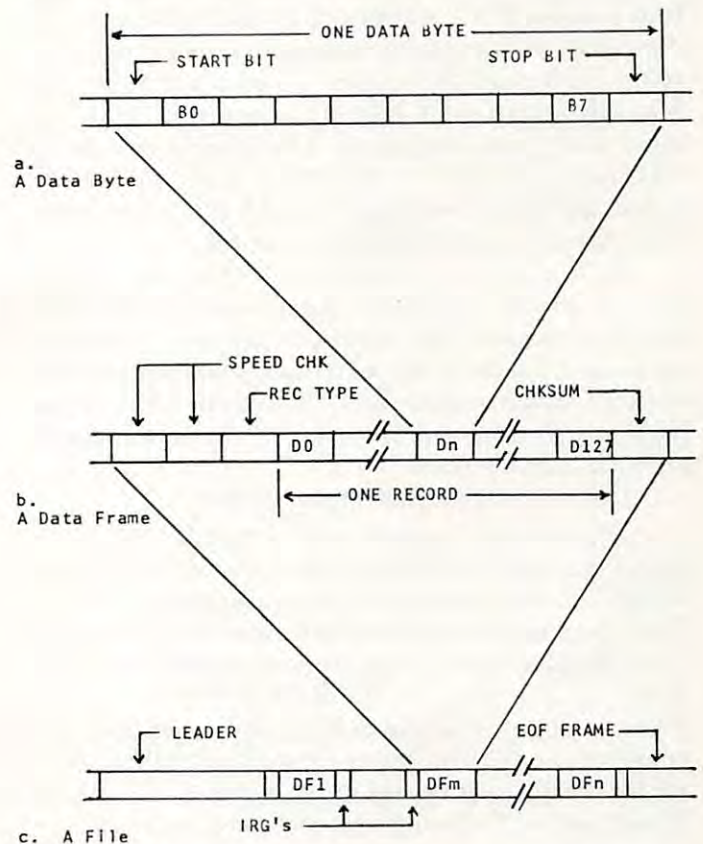 ONE DATA BYTE
START BIT STOP BIT
B0 B7
a.
A Data Byte
SPEED CHK
REC TYPE CHKSUM
D0 Dn D127
ONE RECORD
b.
A Data Frame
LEADER EOF FRAME
DF1 DFm DFn
IRG's
c. A File